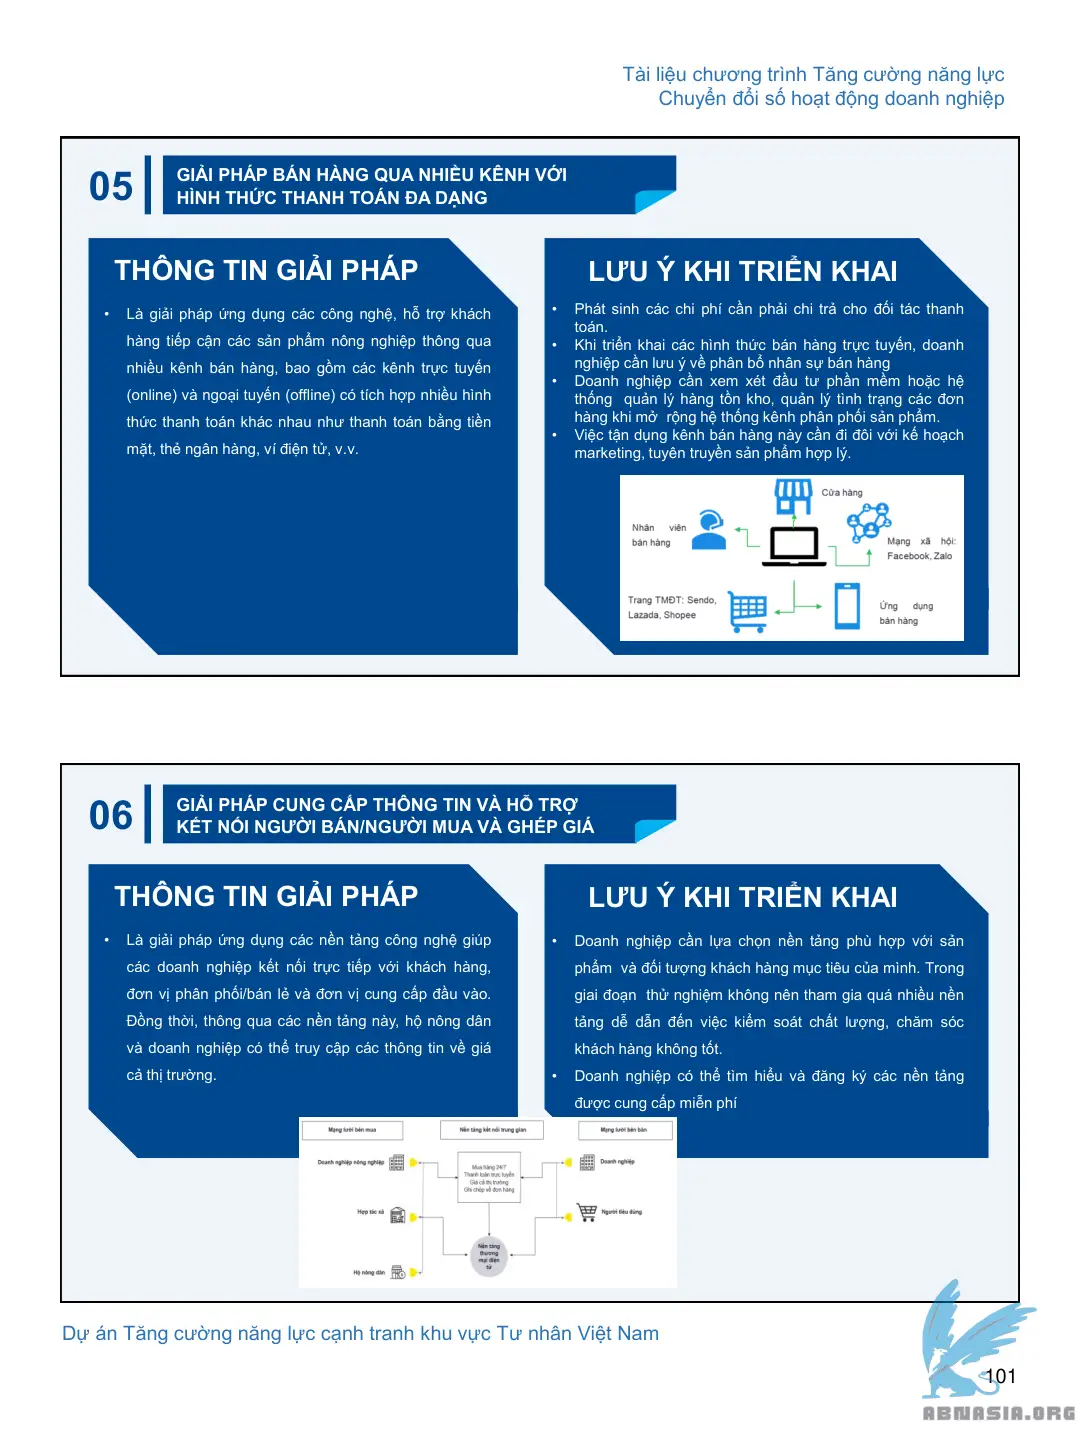 Tài liệu chương trình Tăng cường năng lực
Chuyển đổi số hoạt động doanh nghiệp
05
GIẢI PHÁP BÁN HÀNG QUA NHIỀU KÊNH VỚI
HÌNH THỨC THANH TOÁN ĐA DẠNG
THÔNG TIN GIẢI PHÁP
• Là giải pháp ứng dụng các công nghệ, hỗ trợ khách
hàng tiếp cận các sản phẩm nông nghiệp thông qua
nhiều kênh bán hàng, bao gồm các kênh trực tuyến
(online) và ngoại tuyến (offline) có tích hợp nhiều hình
thức thanh toán khác nhau như thanh toán bằng tiền
mặt, thẻ ngân hàng, ví điện tử, v.v.
LƯU Ý KHI TRIỂN KHAI
• Phát sinh các chi phí cần phải chi trả cho đối tác thanh
toán.
• Khi triển khai các hình thức bán hàng trực tuyến, doanh
nghiệp cần lưu ý về phân bổ nhân sự bán hàng
• Doanh nghiệp cần xem xét đầu tư phần mềm hoặc hệ
thống quản lý hàng tồn kho, quản lý tình trạng các đơn
hàng khi mở rộng hệ thống kênh phân phối sản phẩm.
• Việc tận dụng kênh bán hàng này cần đi đôi với kế hoạch
marketing, tuyên truyền sản phẩm hợp lý.
Cửa hàng
Nhân viên
bán hàng
Mạng xã hội:
Facebook, Zalo
Trang TMĐT: Sendo,
Lazada, Shopee
Ứng dụng
bán hàng
06
GIẢI PHÁP CUNG CẤP THÔNG TIN VÀ HỖ TRỢ
KẾT NỐI NGƯỜI BÁN/NGƯỜI MUA VÀ GHÉP GIÁ
THÔNG TIN GIẢI PHÁP
• Là giải pháp ứng dụng các nền tảng công nghệ giúp
các doanh nghiệp kết nối trực tiếp với khách hàng,
đơn vị phân phối/bán lẻ và đơn vị cung cấp đầu vào.
Đồng thời, thông qua các nền tảng này, hộ nông dân
và doanh nghiệp có thể truy cập các thông tin về giá
cả thị trường.
LƯU Ý KHI TRIỂN KHAI
• Doanh nghiệp cần lựa chọn nền tảng phù hợp với sản
phẩm và đối tượng khách hàng mục tiêu của mình. Trong
giai đoạn thử nghiệm không nên tham gia quá nhiều nền
tảng dễ dẫn đến việc kiểm soát chất lượng, chăm sóc
khách hàng không tốt.
• Doanh nghiệp có thể tìm hiểu và đăng ký các nền tảng
được cung cấp miễn phí
Mạng lưới bên mua
Nền tảng kết nối trung gian
Mạng lưới bên bán
Doanh nghiệp nông nghiệp
Mua hàng 24/7
Thanh toán trực tuyến
Giá cả thị trường
Ghi chép về đơn hàng
Doanh nghiệp
Hợp tác xã
Người tiêu dùng
Nền tảng
thương
mại điện
tử
Hộ nông dân
Dự án Tăng cường năng lực cạnh tranh khu vực Tư nhân Việt Nam
101
ABNASIA.ORG